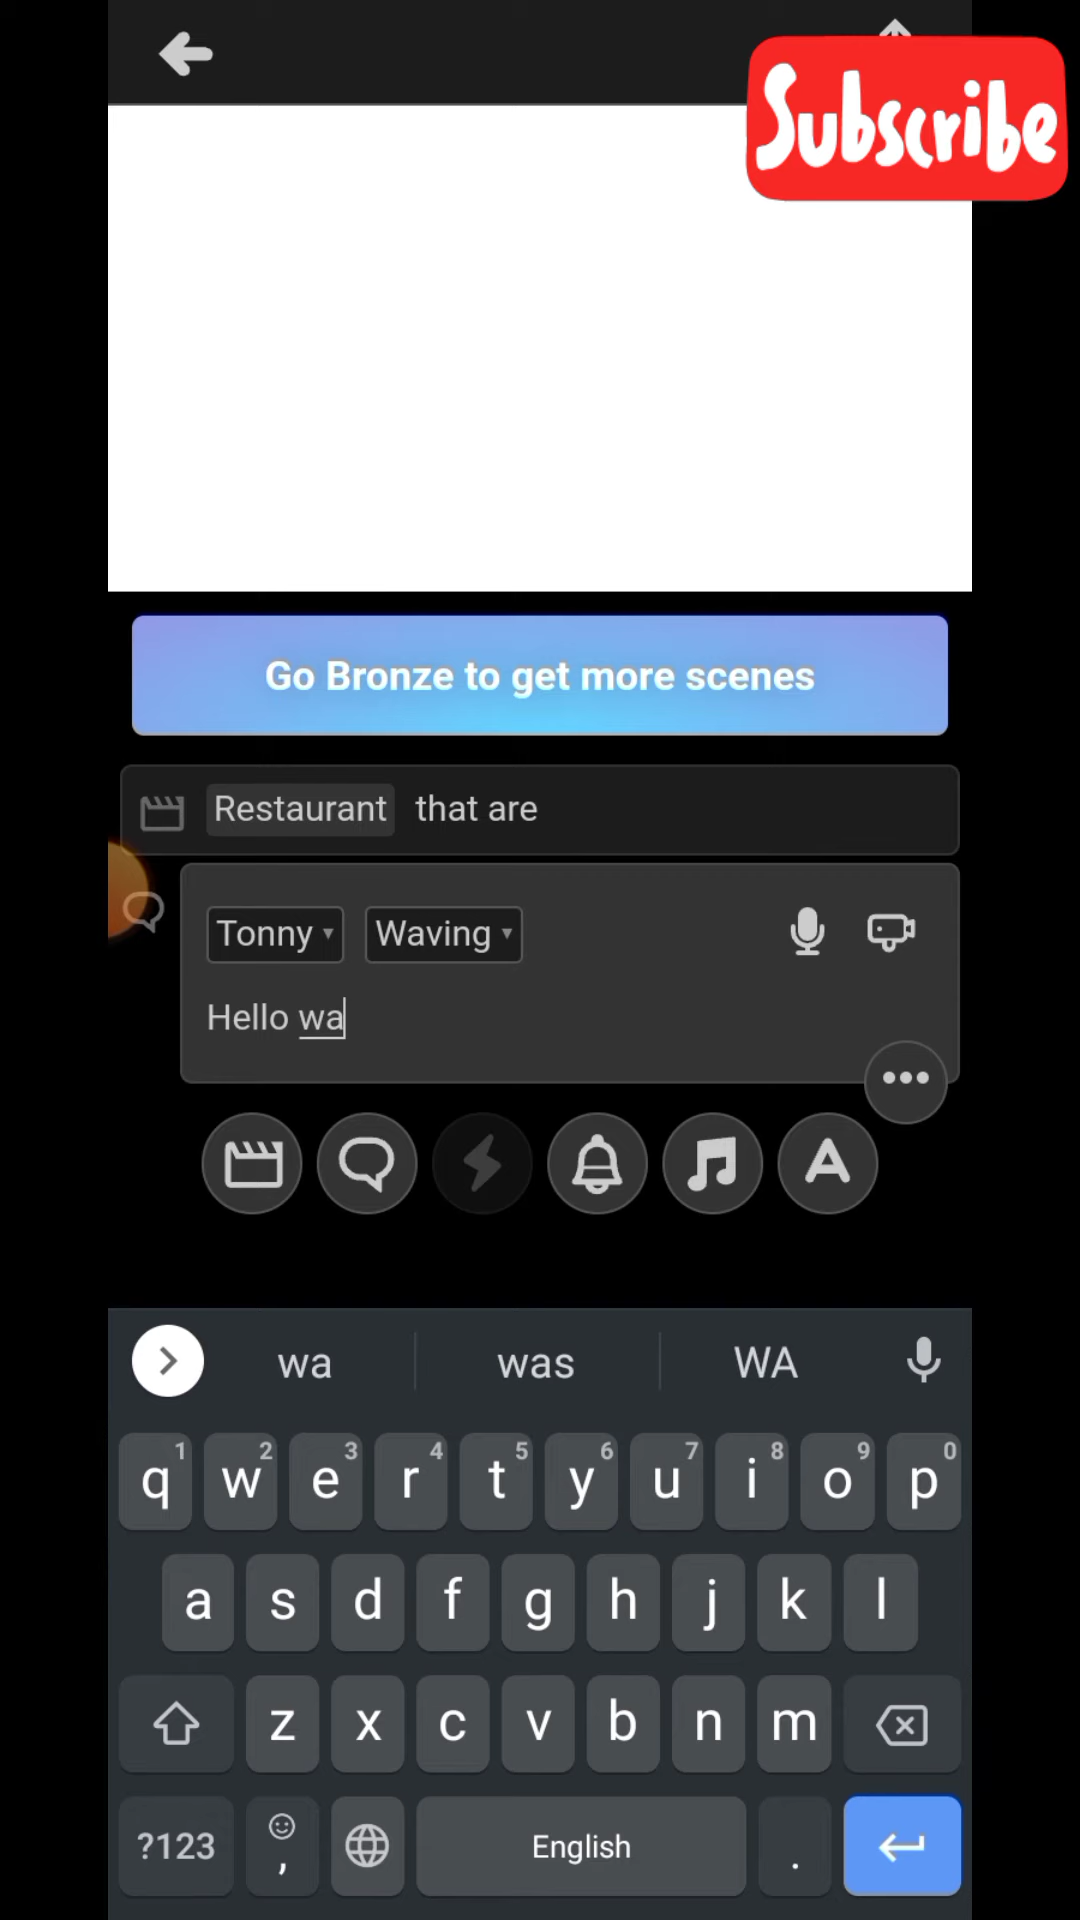 Subscribe
Go Bronze to get more scenes
Restaurant that are
Tonny Waving
Hello wa
A
wa was WA
1 2 3 4 5 6 7 8 9 0
q w e r t y u i o p
a s d f g h j k l
z x c v b n m
?123 , English .